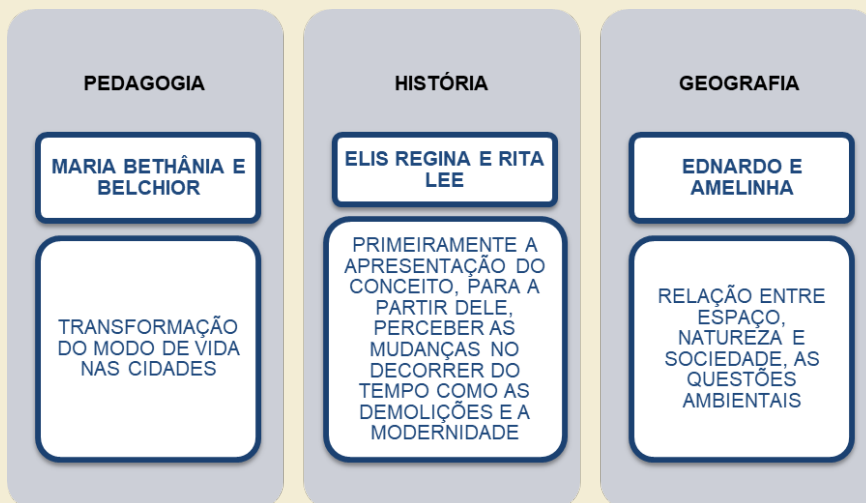 PEDAGOGIA
MARIA BETHÂNIA E
BELCHIOR
TRANSFORMAÇÃO
DO MODO DE VIDA
NAS CIDADES
HISTÓRIA
ELIS REGINA E RITA
LEE
PRIMEIRAMENTE A
APRESENTAÇÃO DO
CONCEITO, PARA A
PARTIR DELE,
PERCEBER AS
MUDANÇAS NO
DECORRER DO
TEMPO COMO AS
DEMOLIÇÕES E A
MODERNIDADE
GEOGRAFIA
EDNARDO E
AMELINHA
RELAÇÃO ENTRE
ESPAÇO,
NATUREZA E
SOCIEDADE, AS
QUESTÕES
AMBIENTAIS